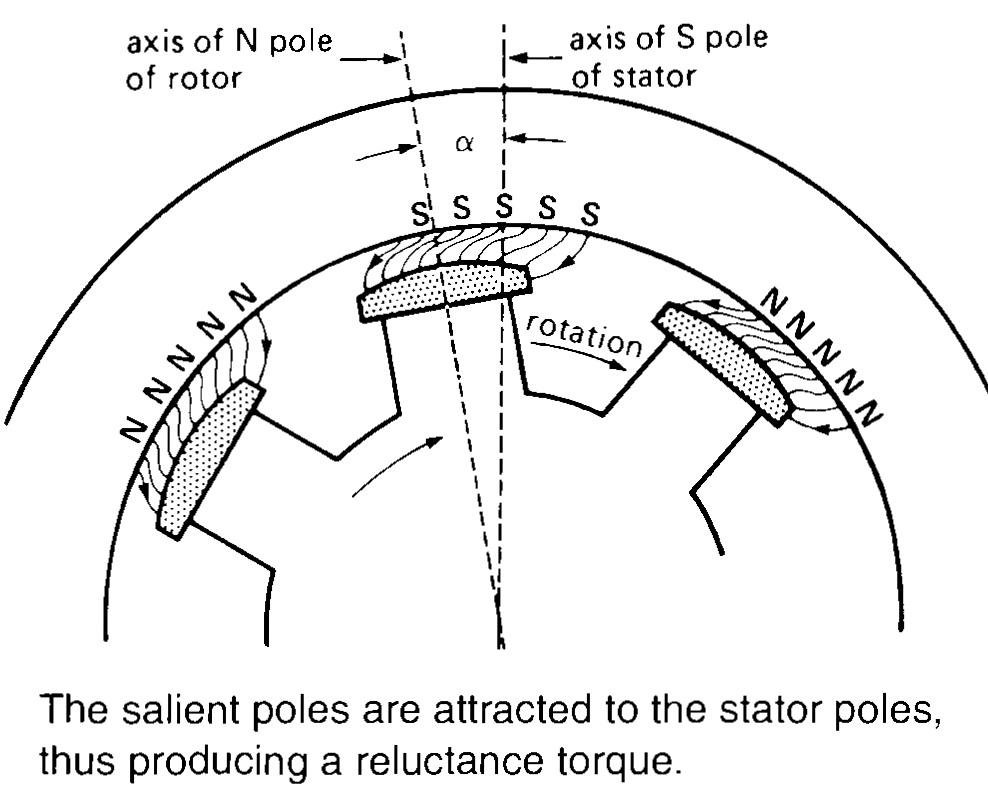 axis of N pole
of rotor
axis of S pole
of stator
α
S S S S S
N N N N N
N N N N N
rotation
The salient poles are attracted to the stator poles,
thus producing a reluctance torque.